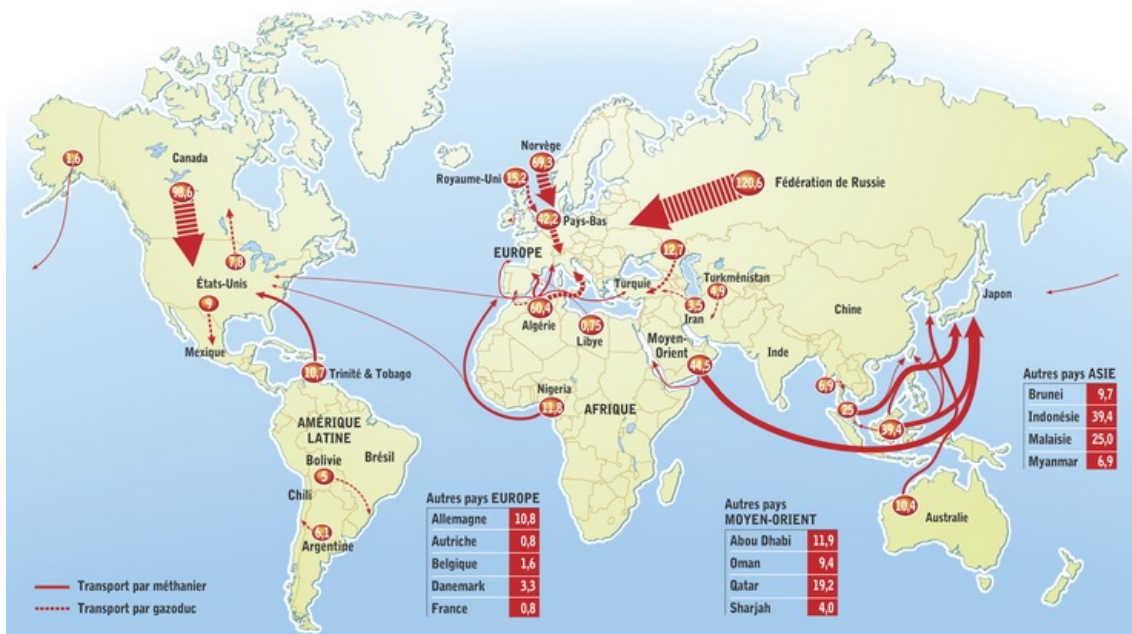 1,6
Canada
98,6
7,8
États-Unis
9
Mexique
10,7
Trinité & Tobago
AMÉRIQUE
LATINE
Bolivie
Brésil
5
Chili
6,1
Argentine
Norvège
69,3
Royaume-Uni
15,2
42,2
Pays-Bas
120,6
Fédération de Russie
EUROPE
12,7
Turquie
Turkménistan
4,9
3,5
Iran
60,4
Algérie
0,75
Libye
MOYEN-
ORIENT
44,5
Nigeria
11,8
AFRIQUE
Chine
Japon
Inde
6,9
25
39,4
10,4
Australie
Autres pays ASIE
Brunei 9,7
Indonésie 39,4
Malaisie 25,0
Myanmar 6,9
Autres pays EUROPE
Allemagne 10,8
Autriche 0,8
Belgique 1,6
Danemark 3,3
France 0,8
Autres pays
MOYEN-ORIENT
Abou Dhabi 11,9
Oman 9,4
Qatar 19,2
Sharjah 4,0
Transport par méthanier
Transport par gazoduc